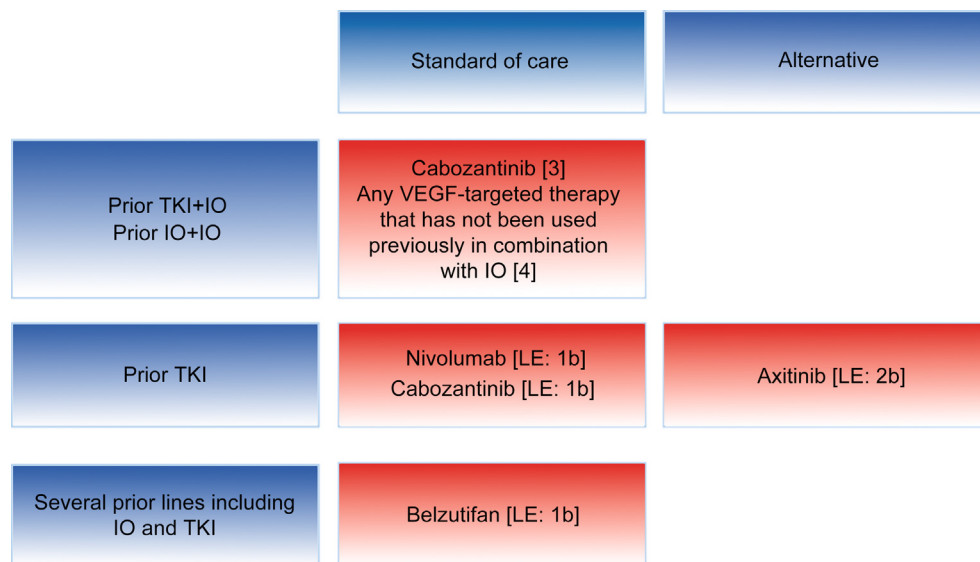 Standard of care
Alternative
Prior TKI+IO
Prior IO+IO
Cabozantinib [3]
Any VEGF-targeted therapy
that has not been used
previously in combination
with IO [4]
Prior TKI
Nivolumab [LE: 1b]
Cabozantinib [LE: 1b]
Axitinib [LE: 2b]
Several prior lines including
IO and TKI
Belzutifan [LE: 1b]